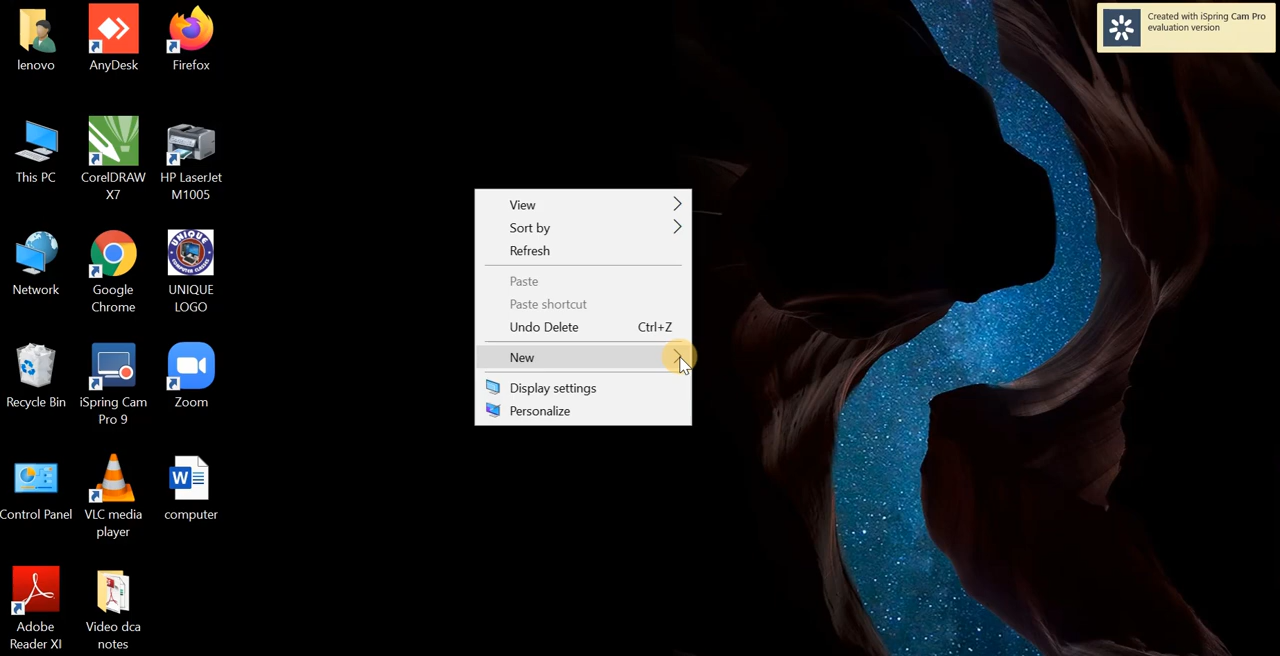 lenovo
AnyDesk
Firefox
This PC
CorelDRAW
X7
HP LaserJet
M1005
Network
Google
Chrome
UNIQUE
LOGO
Recycle Bin
iSpring Cam
Pro 9
Zoom
Control Panel
VLC media
player
computer
Adobe
Reader XI
Video dca
notes
View
Sort by
Refresh
Paste
Paste shortcut
Undo Delete Ctrl+Z
New
Display settings
Personalize
Created with iSpring Cam Pro
evaluation version
UNIQUE